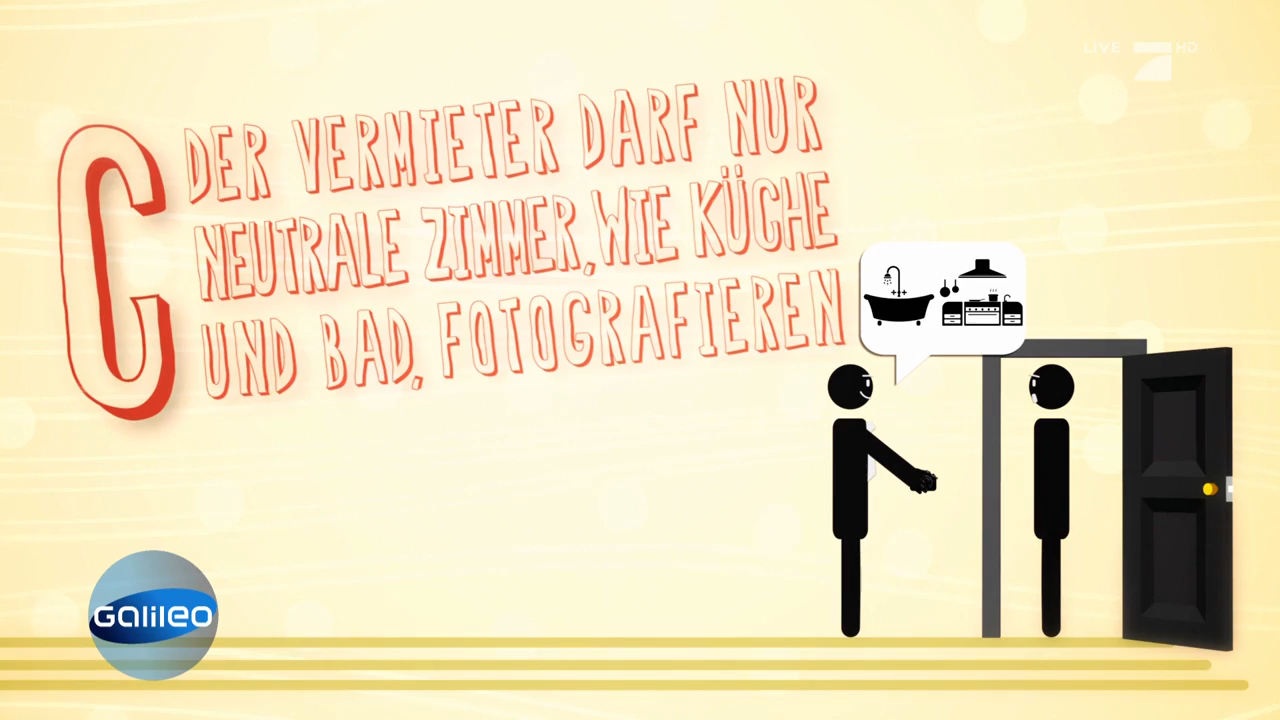 LIVE HD
C
DER VERMIETER DARF NUR
NEUTRALE ZIMMER, WIE KÜCHE
UND BAD, FOTOGRAFIEREN
GALILEO